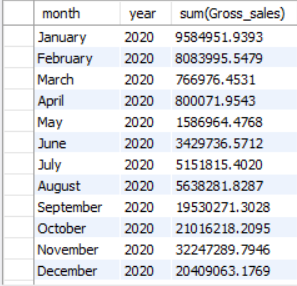 month year sum(Gross_sales)
January 2020 9584951.9393
February 2020 8083995.5479
March 2020 766976.4531
April 2020 800071.9543
May 2020 1586964.4768
June 2020 3429736.5712
July 2020 5151815.4020
August 2020 5638281.8287
September 2020 19530271.3028
October 2020 21016218.2095
November 2020 32247289.7946
December 2020 20409063.1769